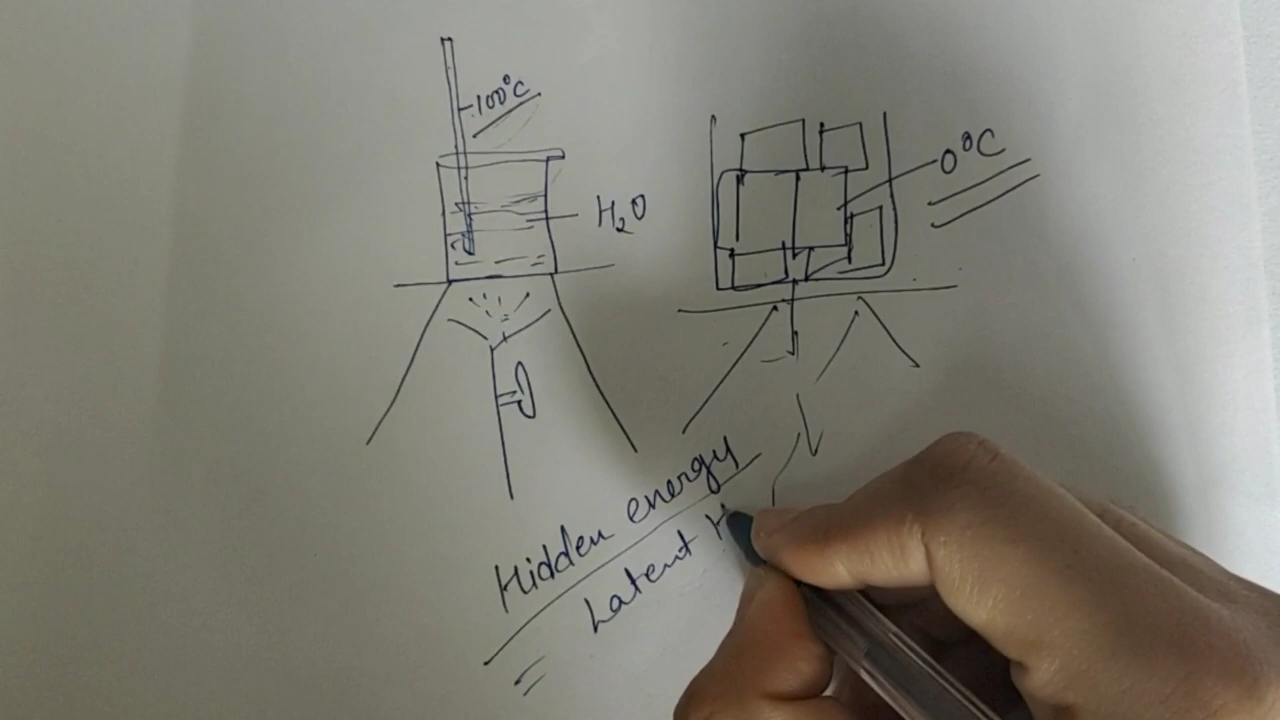 100°C
0°C
H₂O
Hidden energy
Latent H